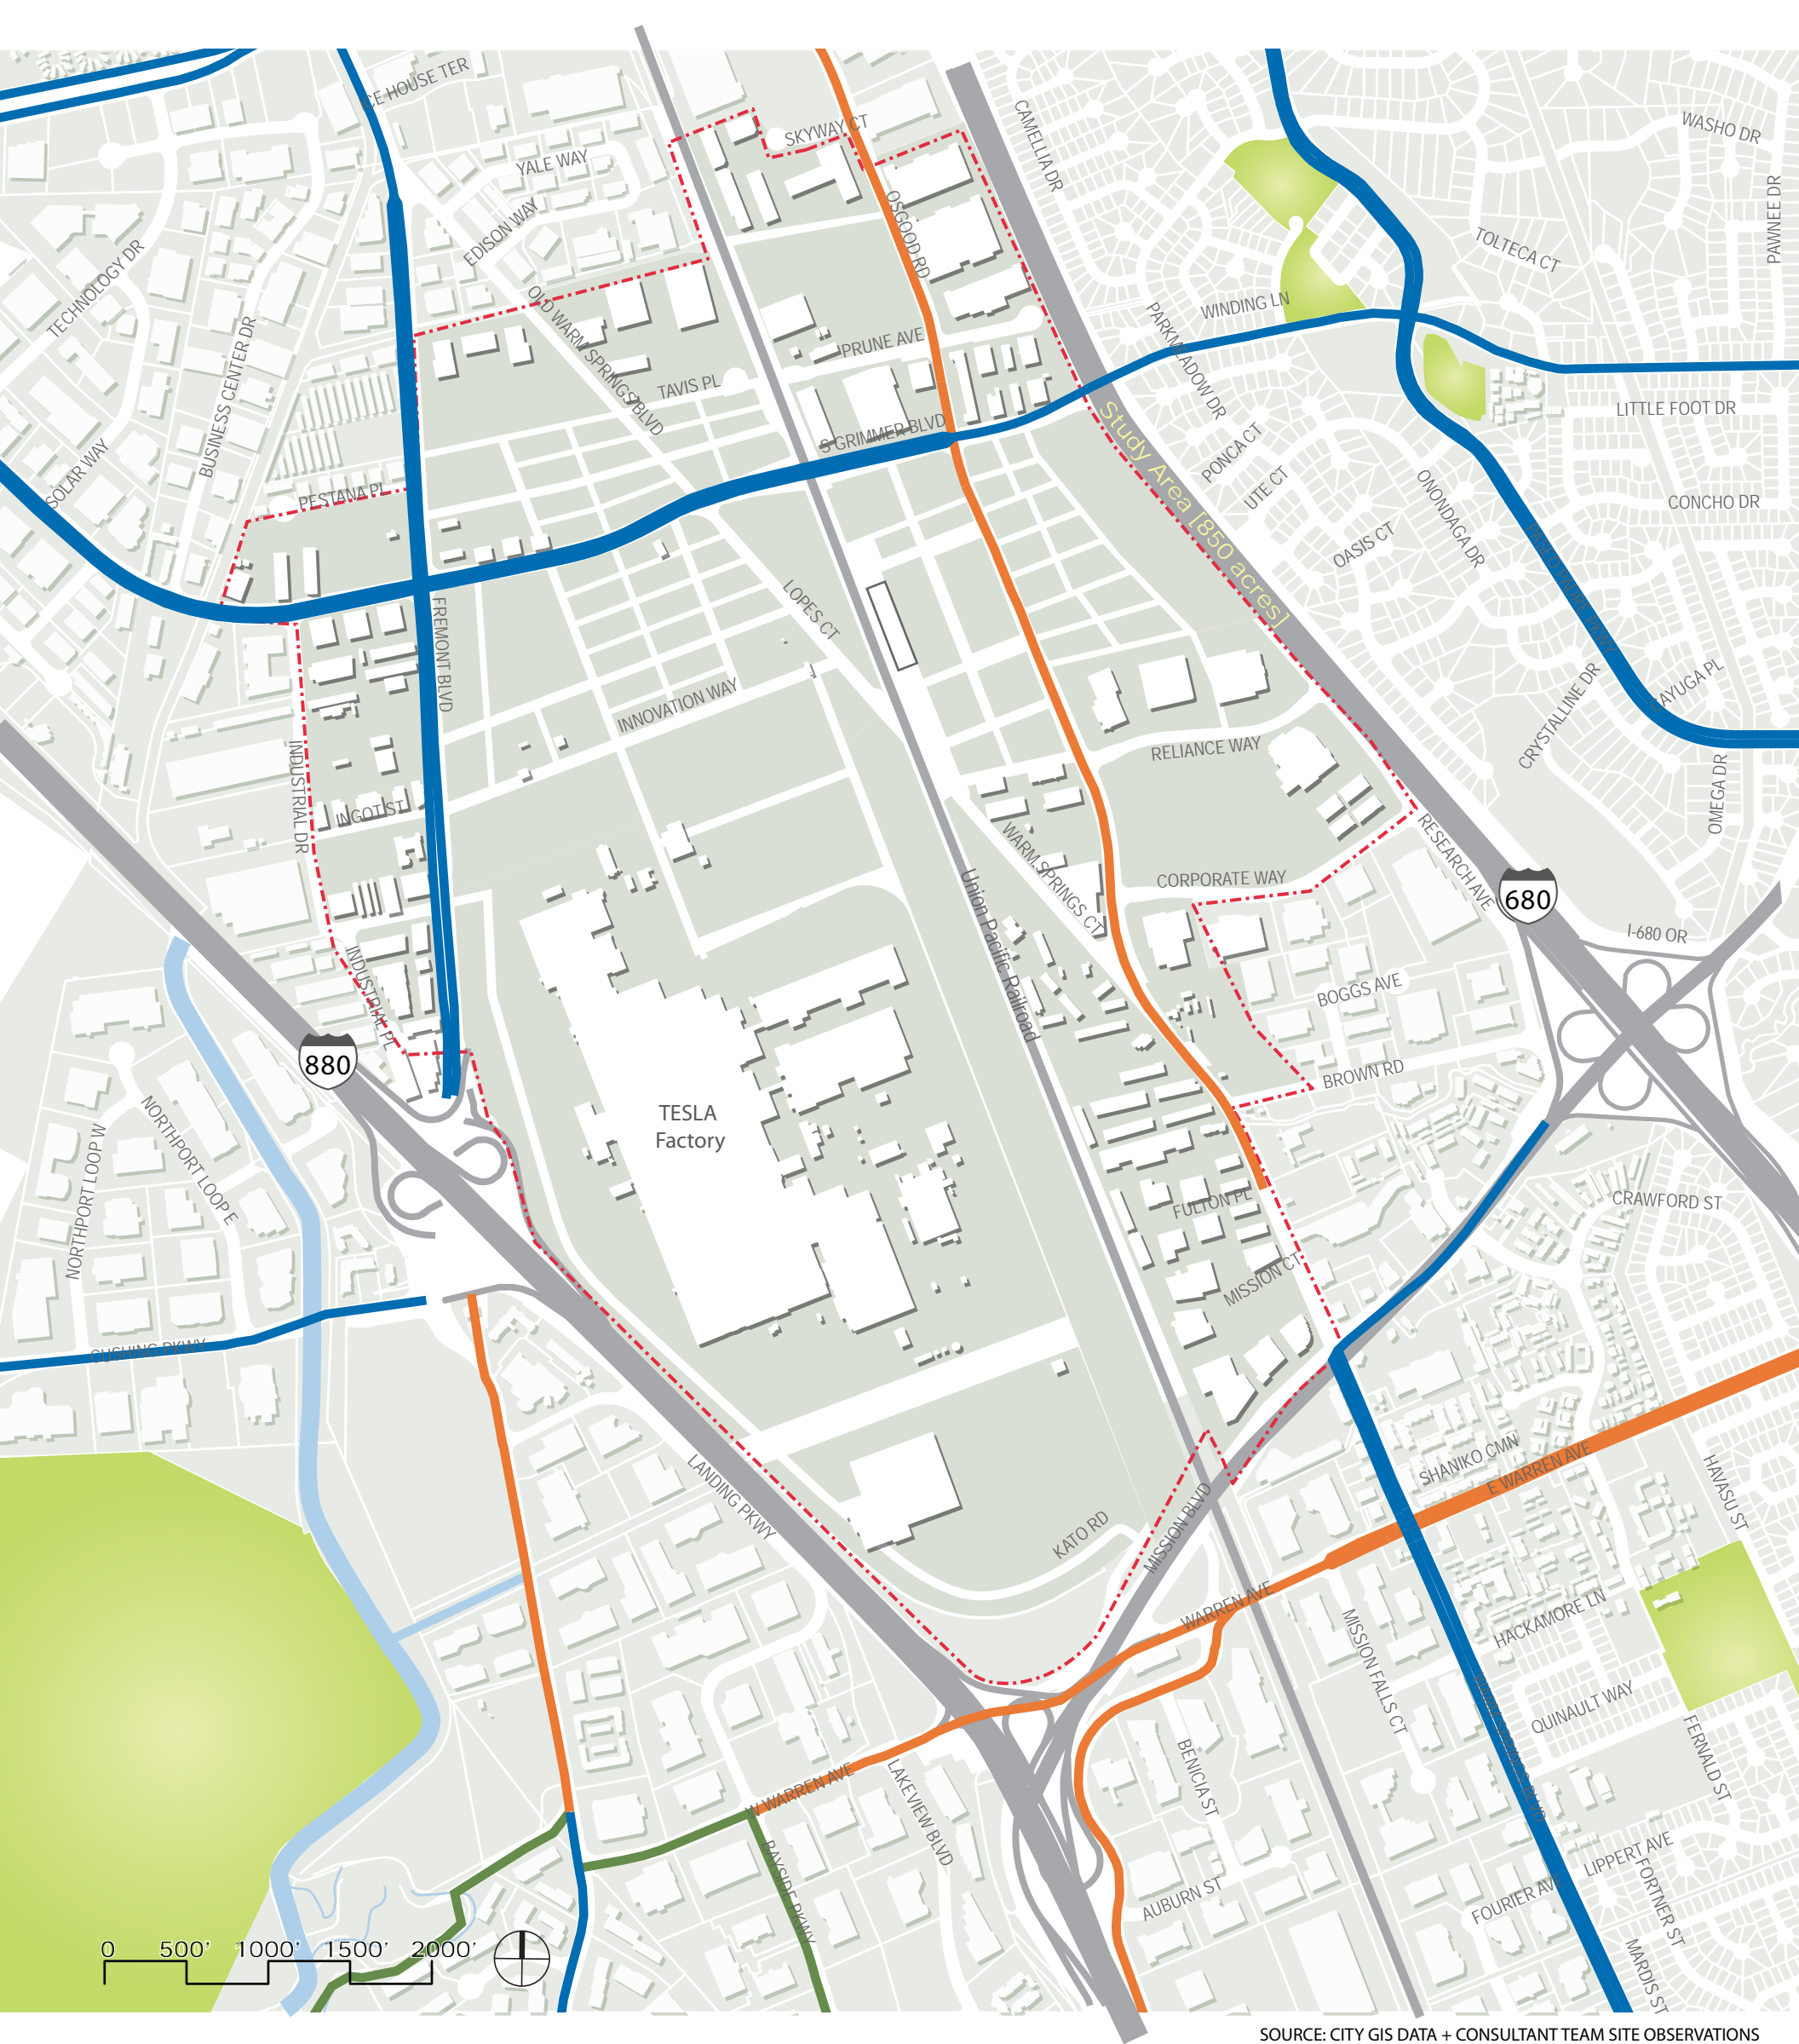 CE HOUSE TER
SKYWAY CT
YALE WAY
EDISON WAY
CAMELLIA DR
WASHO DR
PAWNEE DR
TOLTECA CT
TECHNOLOGY DR
OSGOOD RD
OLD WARM SPRINGS BLVD
WINDING LN
PARKMEADOW DR
BUSINESS CENTER DR
PRUNE AVE
TAVIS PL
S GRIMMER BLVD
LITTLE FOOT DR
SOLAR WAY
PESTANA PL
Study Area [850 acres]
PONCA CT
UTE CT
ONONDAGA DR
CONCHO DR
OASIS CT
PASEO PADRE PKWY
LOPES CT
FREMONT BLVD
INNOVATION WAY
CAYUGA PL
CRYSTALLINE DR
RELIANCE WAY
INDUSTRIAL DR
OMEGA DR
INGOT ST
WARM SPRINGS CT
RESEARCH AVE
CORPORATE WAY
680
Union Pacific Railroad
I-680 OR
INDUSTRIAL PL
BOGGS AVE
880
BROWN RD
NORTHPORT LOOP W
NORTHPORT LOOP E
TESLA
Factory
FULTON PL
CRAWFORD ST
MISSION CT
CUSHING PKWY
LANDING PKWY
SHANIKO CMN
E WARREN AVE
HAVASU ST
KATO RD
MISSION BLVD
WARREN AVE
HACKAMORE LN
MISSION FALLS CT
QUINAULT WAY
WARM SPRINGS BLVD
FERNALD ST
BENICIA ST
W WARREN AVE
LAKEVIEW BLVD
BAYSIDE PKWY
LIPPERT AVE
FORTNER ST
AUBURN ST
FOURIER AVE
MARDIS ST
0 500' 1000' 1500' 2000'
SOURCE: CITY GIS DATA + CONSULTANT TEAM SITE OBSERVATIONS